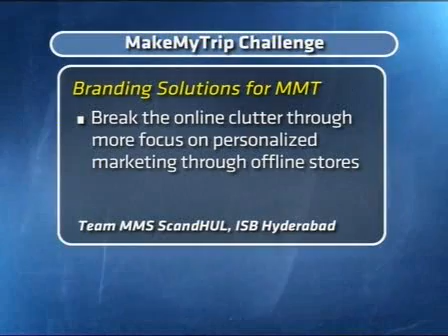 MakeMyTrip Challenge
Branding Solutions for MMT
Break the online clutter through
more focus on personalized
marketing through offline stores
Team MMS ScandHUL, ISB Hyderabad